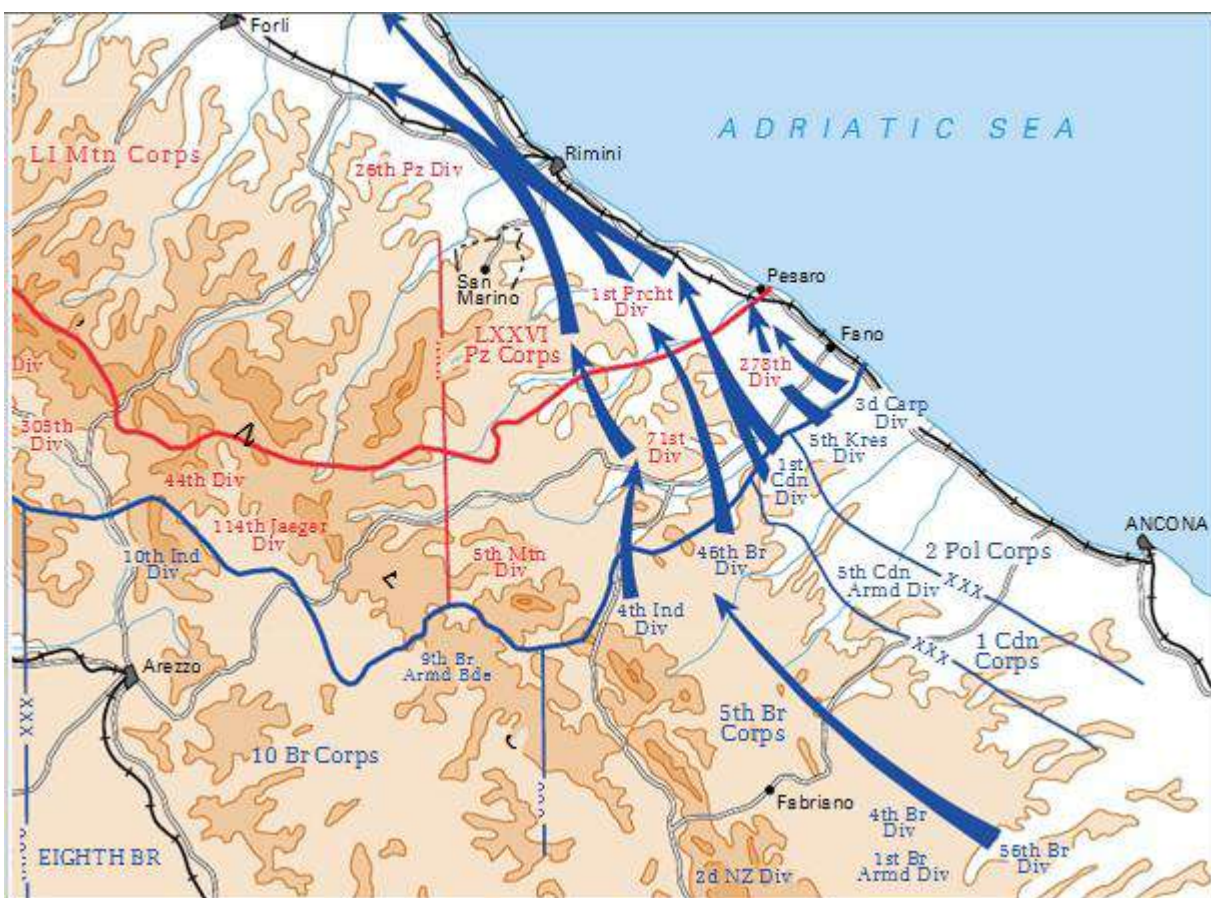 Forli
ADRIATIC SEA
LI Mtn Corps
26th Pz Div
Rimini
San
Marino
1st Prcht
Div
Pesaro
LXXVI
Pz Corps
Fano
278th
Div
Div
3d Carp
Div
305th
Div
71st
Div
5th Kres
Div
44th Div
1st
Cdn
Div
114th Jaeger
Div
10th Ind
Div
5th Mtn
Div
46th Br
Div
ANCONA
2 Pol Corps
XXX
5th Cdn
Armd Div
4th Ind
Div
1 Cdn
Corps
XXX
Arezzo
9th Br
Armd Bde
XXX
5th Br
Corps
10 Br Corps
Fabriano
4th Br
Div
56th Br
Div
EIGHTH BR
1st Br
Armd Div
2d NZ Div